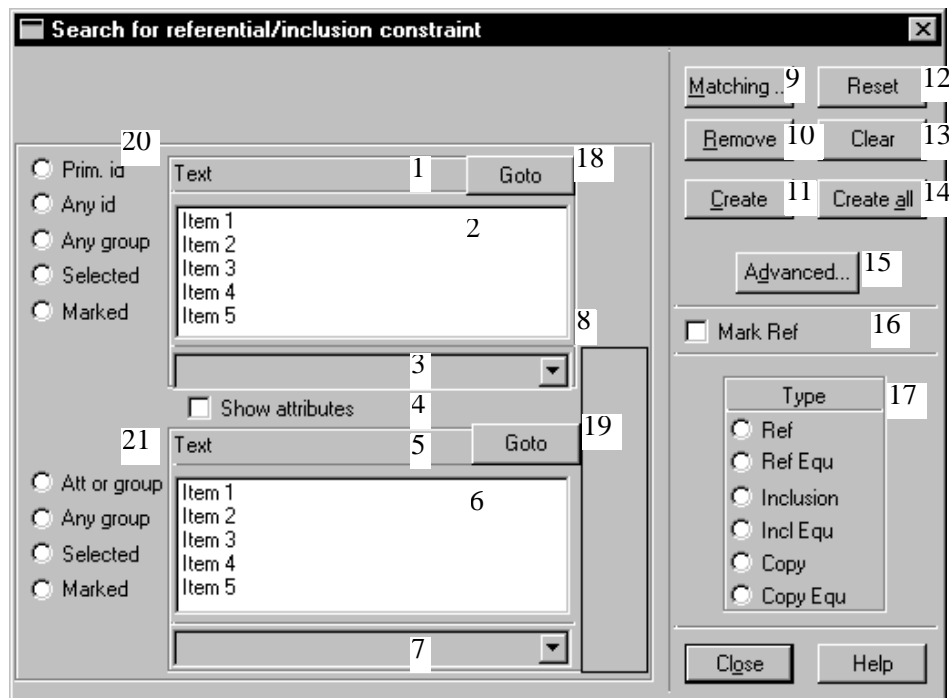 Search for referential/inclusion constraint
Matching .. 9
Reset 12
Remove 10
Clear 13
Create 11
Create all 14
Advanced... 15
Mark Ref 16
Type 17
Ref
Ref Equ
Inclusion
Incl Equ
Copy
Copy Equ
Close
Help
20
Prim. id
Any id
Any group
Selected
Marked
Text 1
Goto 18
Item 1
Item 2
Item 3
Item 4
Item 5
2
8
3
Show attributes 4
21
Att or group
Any group
Selected
Marked
Text 5
Goto 19
Item 1
Item 2
Item 3
Item 4
Item 5
6
7